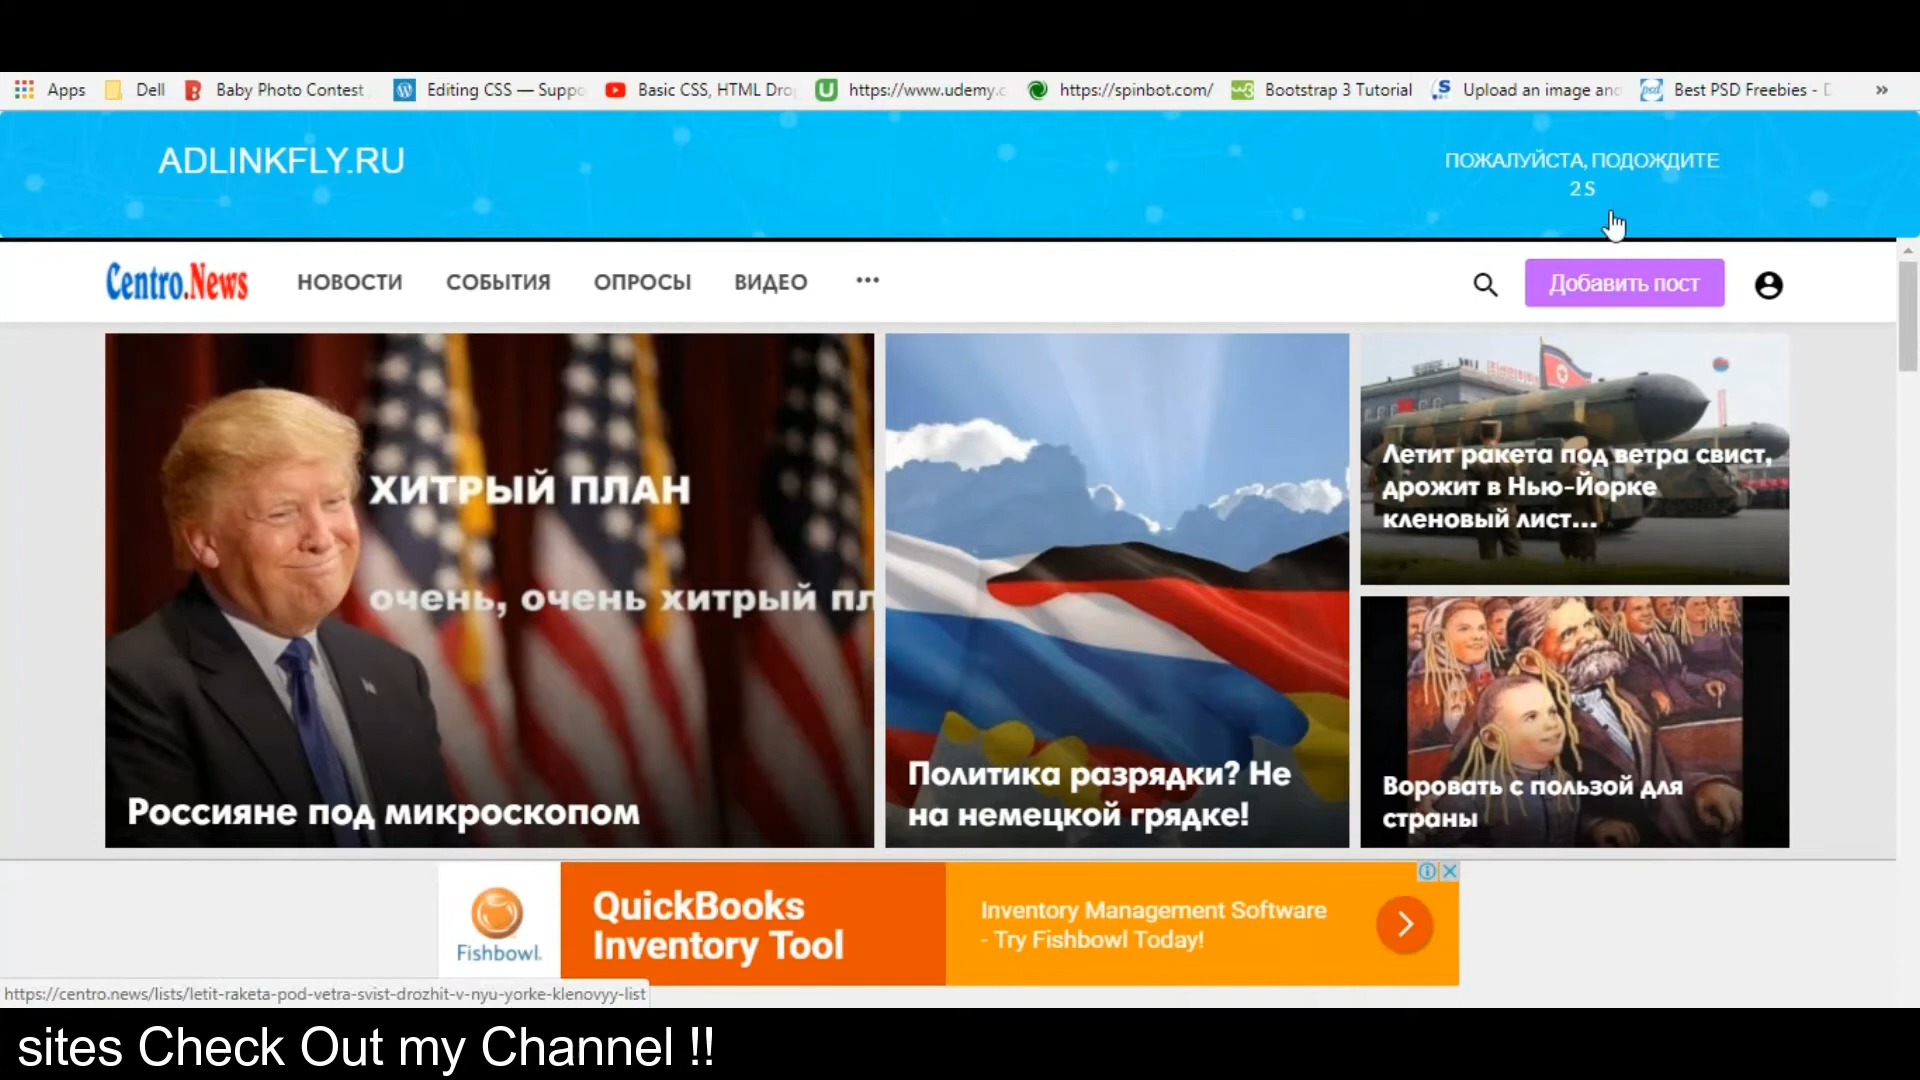 Apps Dell Baby Photo Contest Editing CSS — Suppo Basic CSS, HTML Dro https://www.udemy.c https://spinbot.com/ Bootstrap 3 Tutorial Upload an image and Best PSD Freebies - D »
ADLINKFLY.RU
ПОЖАЛУЙСТА, ПОДОЖДИТЕ
2 S
Centro.News НОВОСТИ СОБЫТИЯ ОПРОСЫ ВИДЕО ••• Добавить пост
ХИТРЫЙ ПЛАН
очень, очень хитрый пл
Россияне под микроскопом
Политика разрядки? Не
на немецкой грядке!
Летит ракета под ветра свист,
дрожит в Нью-Йорке
кленовый лист...
Воровать с пользой для
страны
Fishbowl.
QuickBooks
Inventory Tool
Inventory Management Software
- Try Fishbowl Today!
https://centro.news/lists/letit-raketa-pod-vetra-svist-drozhit-v-nyu-yorke-klenovyy-list
sites Check Out my Channel !!